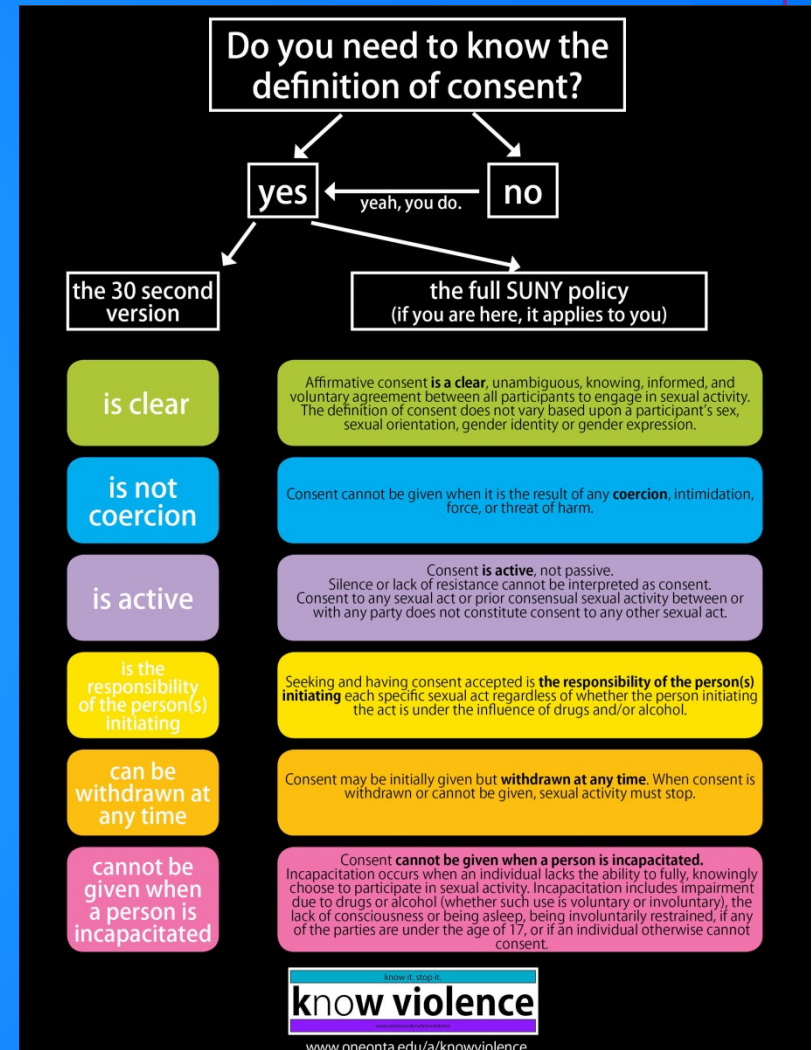 Do you need to know the
definition of consent?
yes
yeah, you do.
no
the 30 second
version
the full SUNY policy
(if you are here, it applies to you)
is clear
Affirmative consent is a clear, unambiguous, knowing, informed, and
voluntary agreement between all participants to engage in sexual activity.
The definition of consent does not vary based upon a participant's sex,
sexual orientation, gender identity or gender expression.
is not
coercion
Consent cannot be given when it is the result of any coercion, intimidation,
force, or threat of harm.
is active
Consent is active, not passive.
Silence or lack of resistance cannot be interpreted as consent.
Consent to any sexual act or prior consensual sexual activity between or
with any party does not constitute consent to any other sexual act.
is the
responsibility
of the person(s)
initiating
Seeking and having consent accepted is the responsibility of the person(s)
initiating each specific sexual act regardless of whether the person initiating
the act is under the influence of drugs and/or alcohol.
can be
withdrawn at
any time
Consent may be initially given but withdrawn at any time. When consent is
withdrawn or cannot be given, sexual activity must stop.
cannot be
given when
a person is
incapacitated
Consent cannot be given when a person is incapacitated.
Incapacitation occurs when an individual lacks the ability to fully, knowingly
choose to participate in sexual activity. Incapacitation includes impairment
due to drugs or alcohol (whether such use is voluntary or involuntary), the
lack of consciousness or being asleep, being involuntarily restrained, if any
of the parties are under the age of 17, or if an individual otherwise cannot
consent.
know it. stop it.
know violence
www.oneonta.edu/a/knowviolence